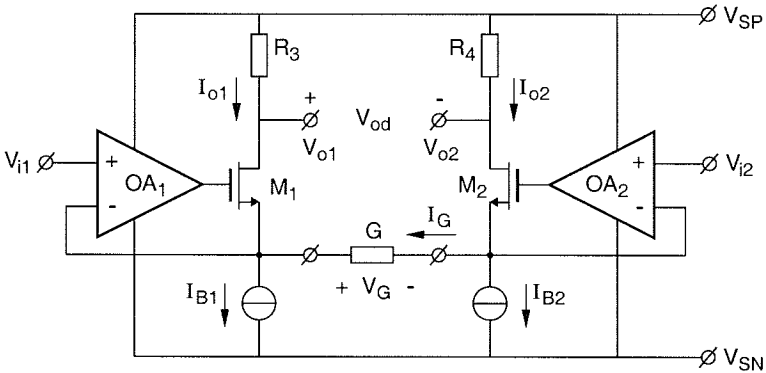 V_SP
R_3
R_4
I_o1
I_o2
+
-
V_od
V_o1
V_o2
V_i1
+
OA_1
-
M_1
M_2
+
OA_2
-
V_i2
G
I_G
+ V_G -
I_B1
I_B2
V_SN